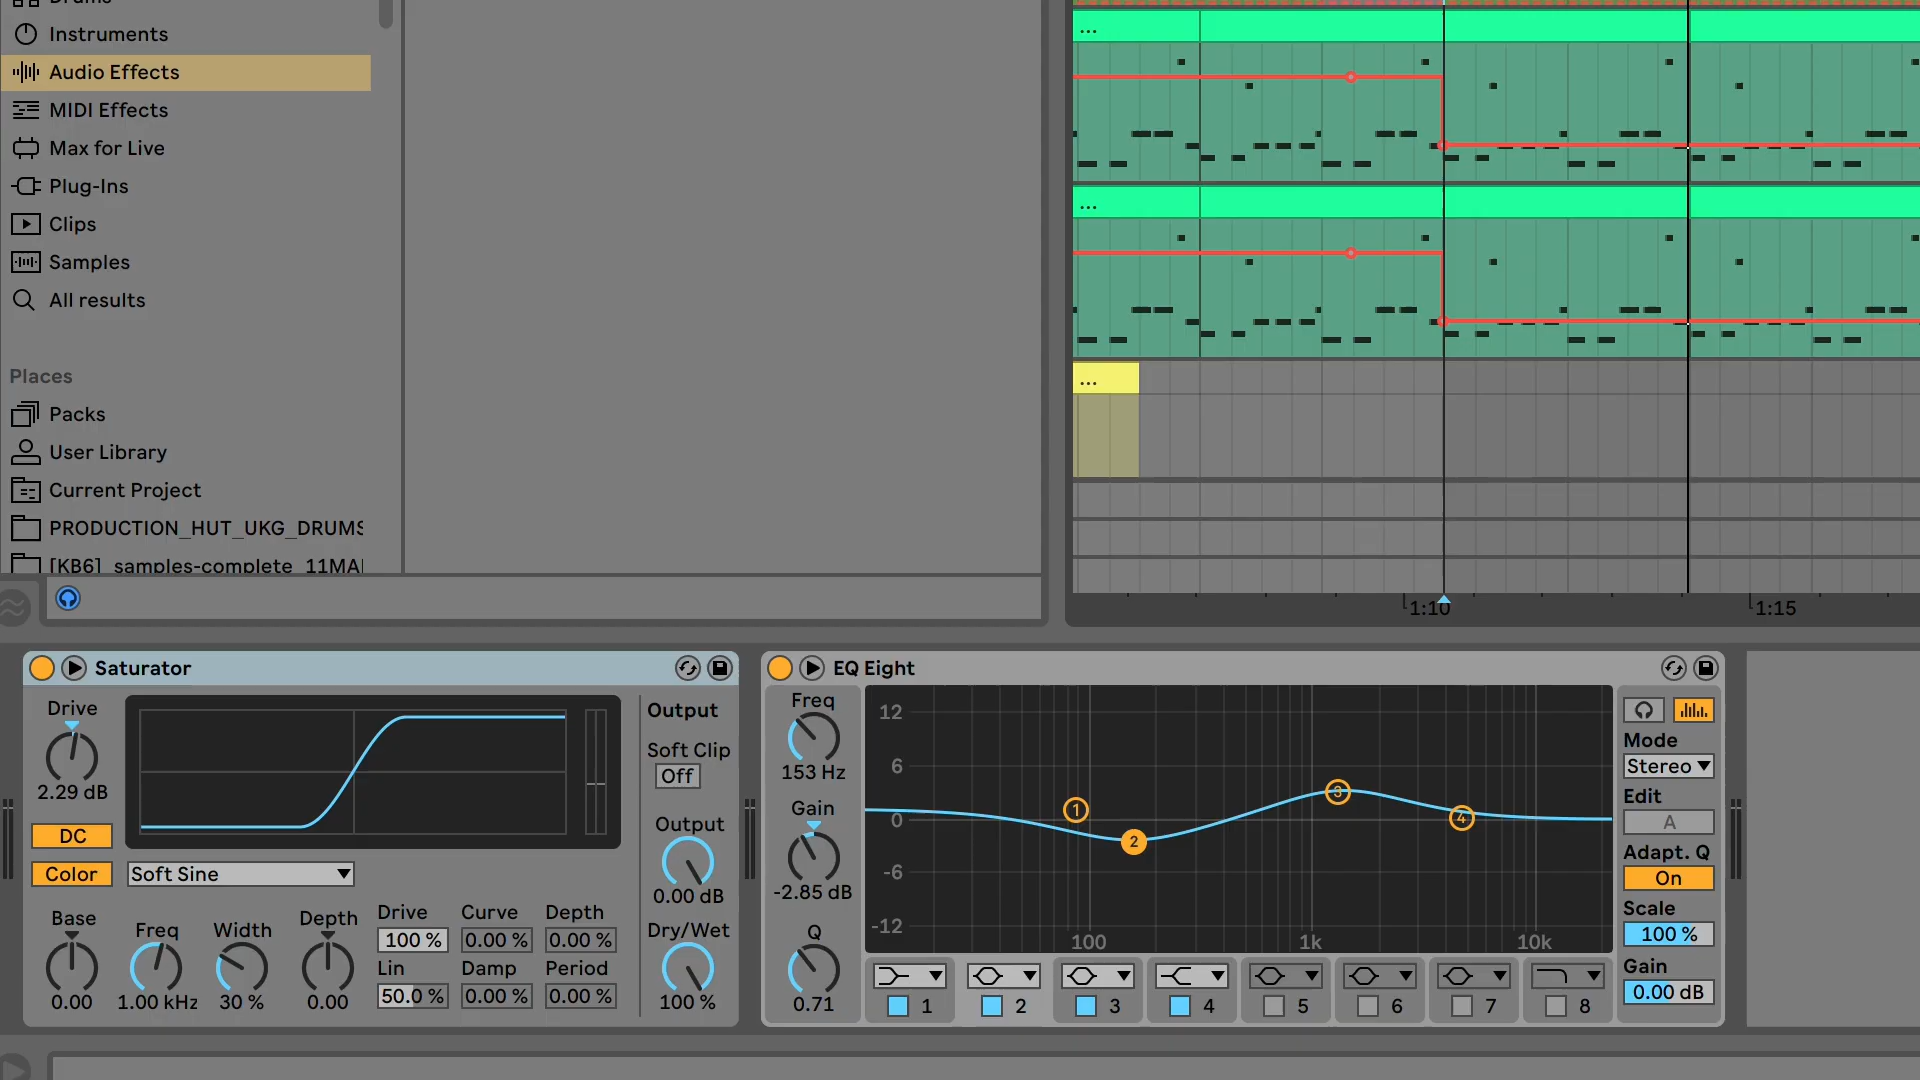 Drums
Instruments
Audio Effects
MIDI Effects
Max for Live
Plug-Ins
Clips
Samples
All results
Places
Packs
User Library
Current Project
PRODUCTION_HUT_UKG_DRUMS
[KB6]_samples-complete_11MA
...
...
...
1:10
1:15
Saturator
Drive
2.29 dB
DC
Color
Soft Sine
Output
Soft Clip
Off
Output
0.00 dB
Dry/Wet
100 %
Base
0.00
Freq
1.00 kHz
Width
30 %
Depth
0.00
Drive
100 %
Curve
0.00 %
Depth
0.00 %
Lin
50.0 %
Damp
0.00 %
Period
0.00 %
EQ Eight
Freq
153 Hz
Gain
-2.85 dB
Q
0.71
12
6
0
-6
-12
100
1k
10k
1
2
3
4
1
2
3
4
5
6
7
8
Mode
Stereo
Edit
A
Adapt. Q
On
Scale
100 %
Gain
0.00 dB